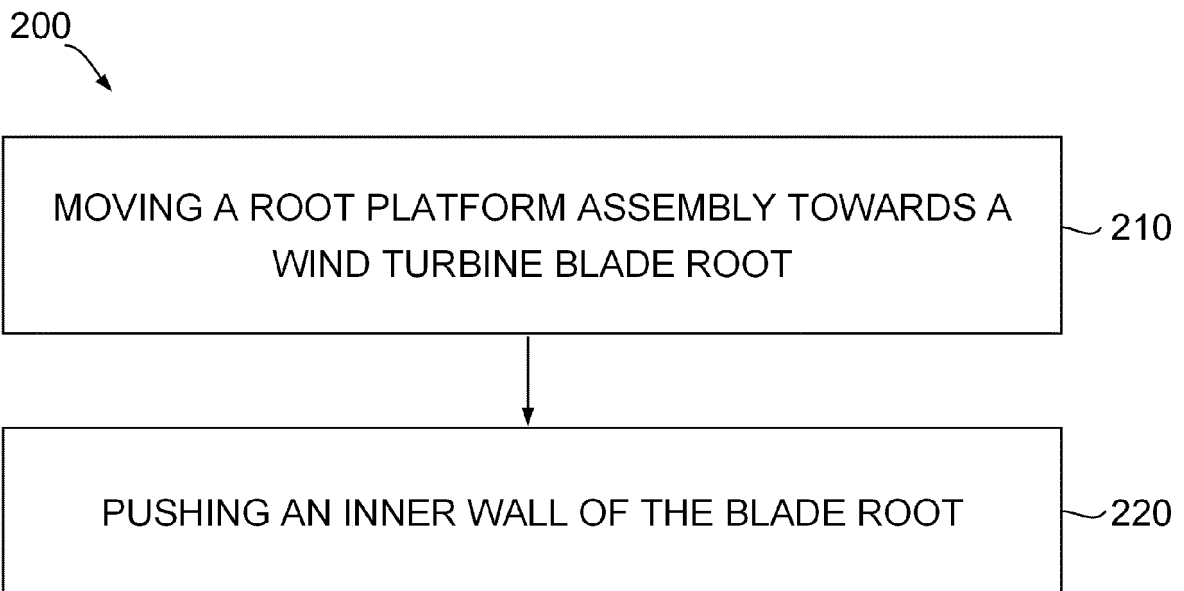 200
MOVING A ROOT PLATFORM ASSEMBLY TOWARDS A
WIND TURBINE BLADE ROOT
210
PUSHING AN INNER WALL OF THE BLADE ROOT
220